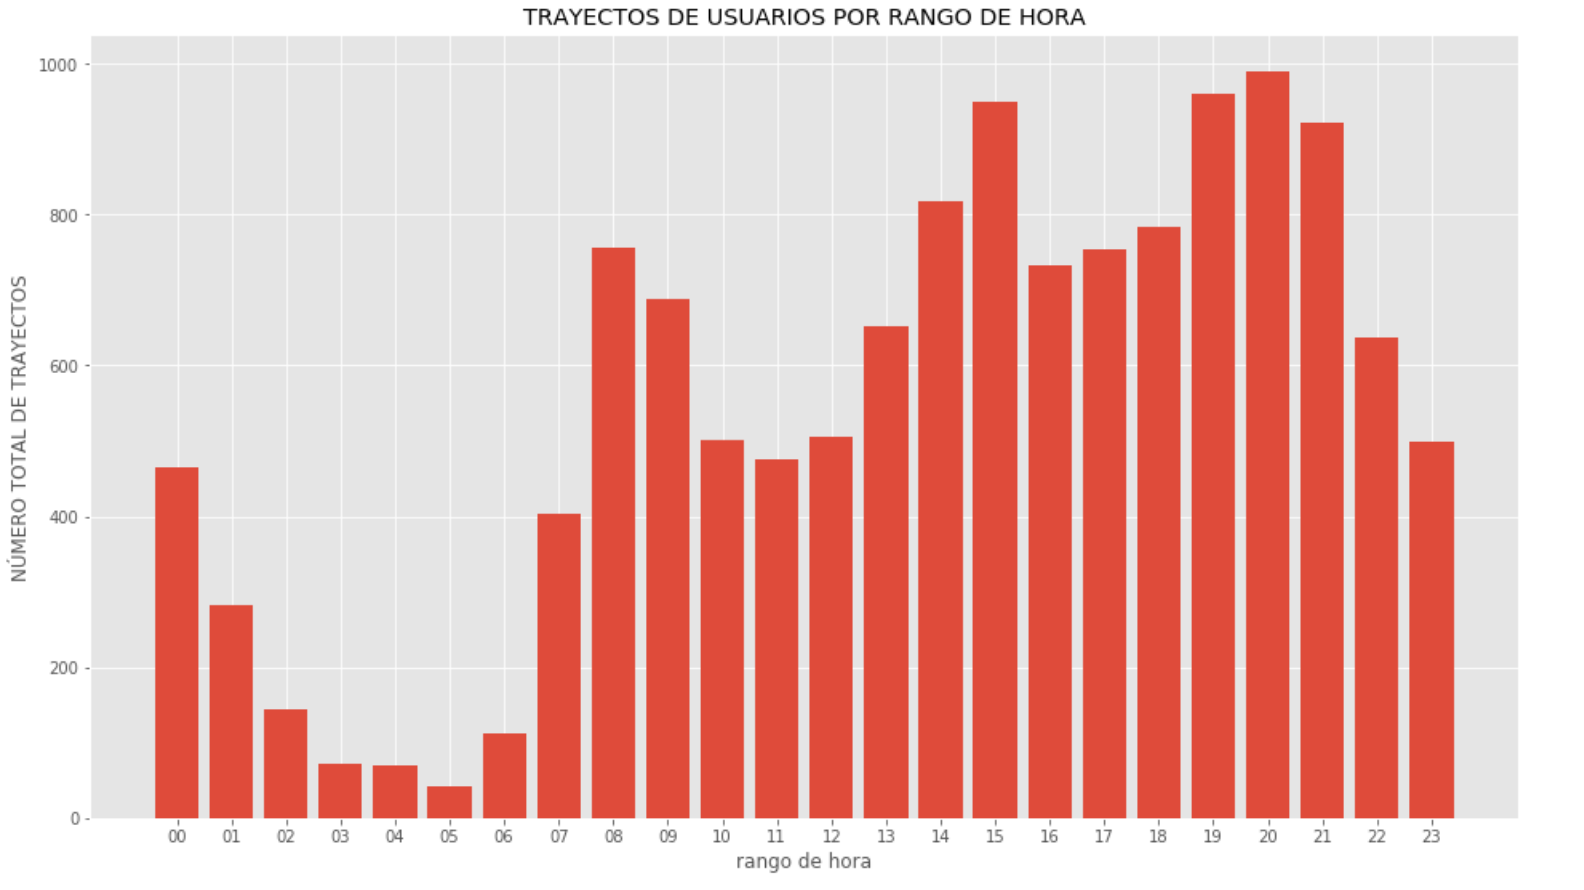 TRAYECTOS DE USUARIOS POR RANGO DE HORA
NÚMERO TOTAL DE TRAYECTOS
1000
800
600
400
200
0
00 01 02 03 04 05 06 07 08 09 10 11 12 13 14 15 16 17 18 19 20 21 22 23
rango de hora